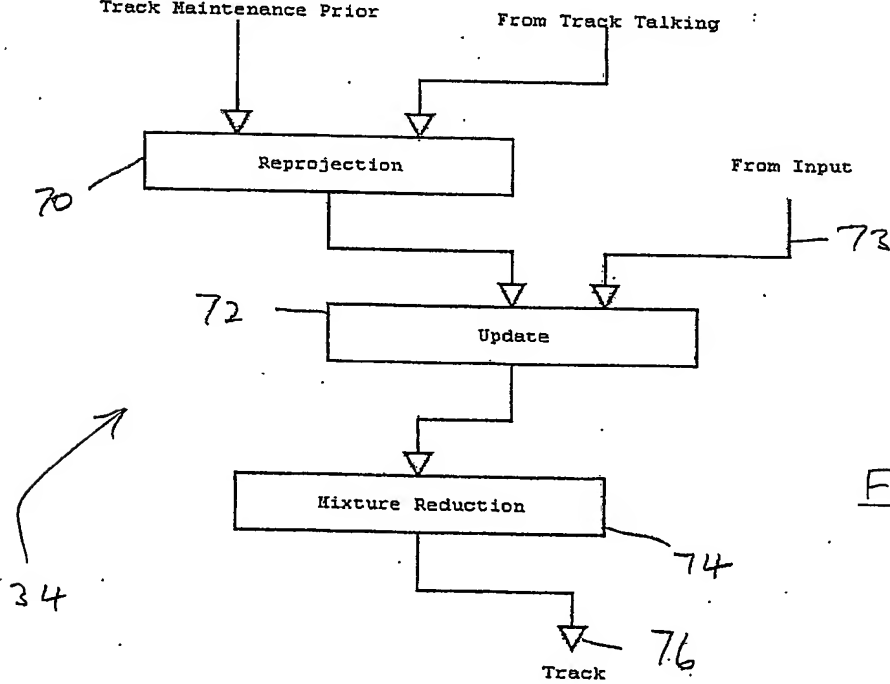 Track Maintenance Prior
From Track Talking
Reprojection
From Input
70
73
72
Update
Mixture Reduction
F
74
34
76
Track